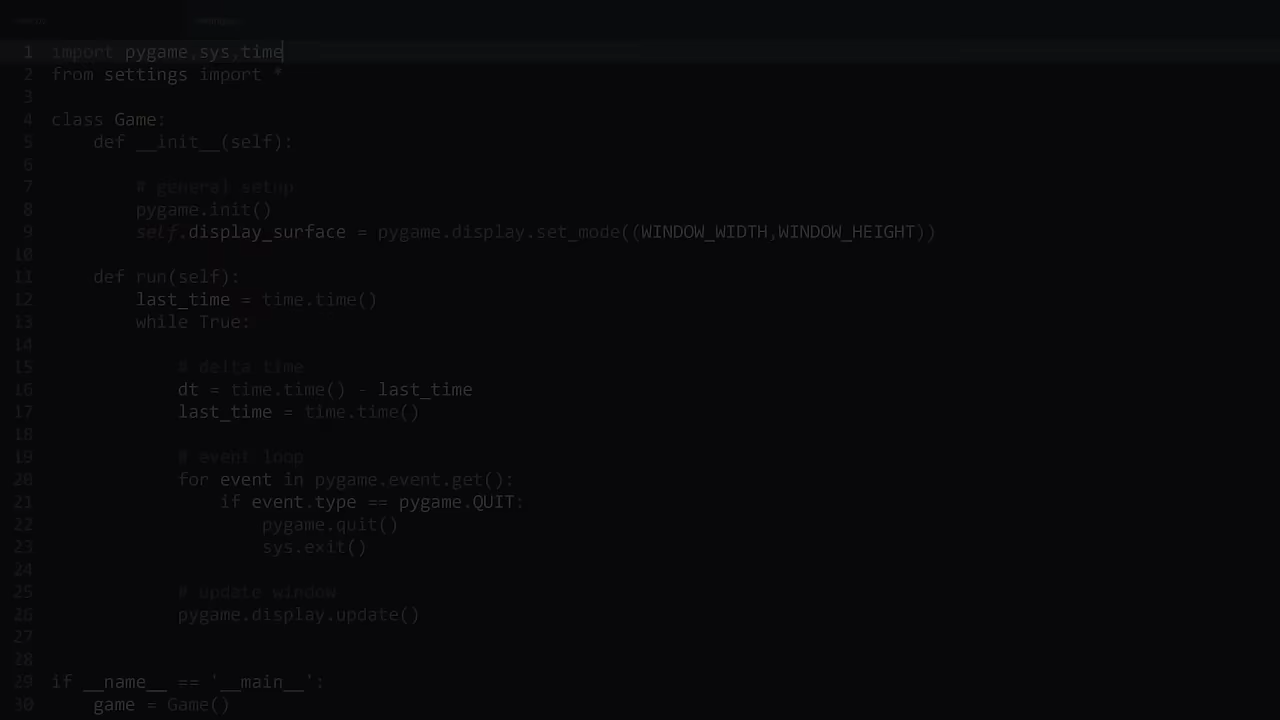 1 import pygame,sys,time
2 from settings import *
3
4 class Game:
5     def __init__(self):
6
7         # general setup
8         pygame.init()
9         self.display_surface = pygame.display.set_mode((WINDOW_WIDTH,WINDOW_HEIGHT))
10
11     def run(self):
12         last_time = time.time()
13         while True:
14
15             # delta time
16             dt = time.time() - last_time
17             last_time = time.time()
18
19             # event loop
20             for event in pygame.event.get():
21                 if event.type == pygame.QUIT:
22                     pygame.quit()
23                     sys.exit()
24
25             # update window
26             pygame.display.update()
27
28
29 if __name__ == '__main__':
30     game = Game()